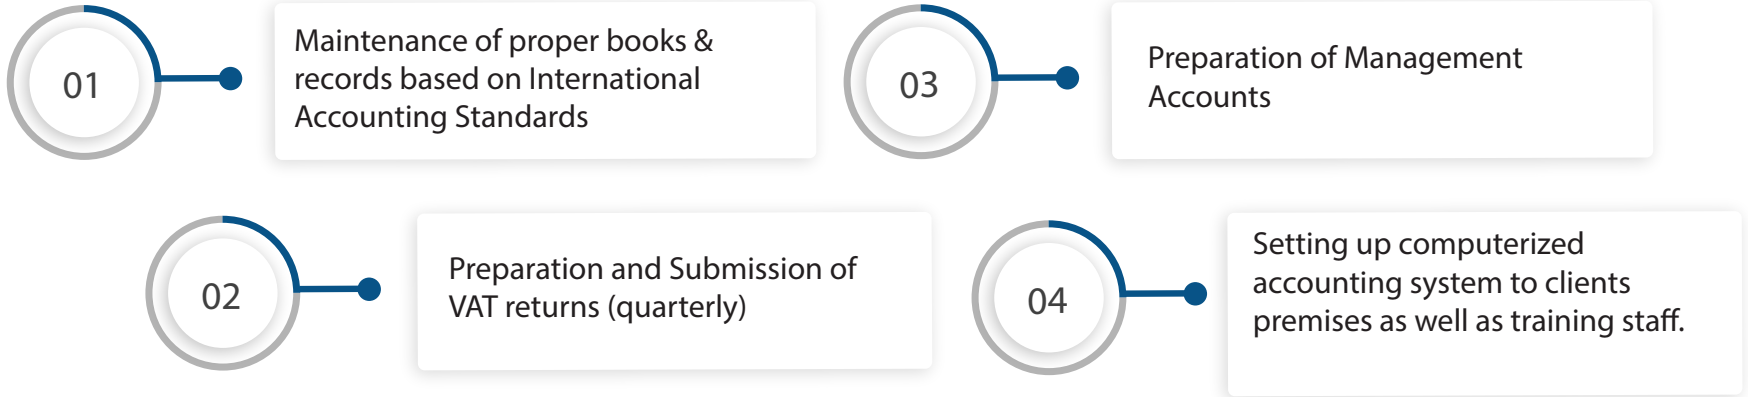 01
Maintenance of proper books &
records based on International
Accounting Standards
02
Preparation and Submission of
VAT returns (quarterly)
03
Preparation of Management
Accounts
04
Setting up computerized
accounting system to clients
premises as well as training staff.